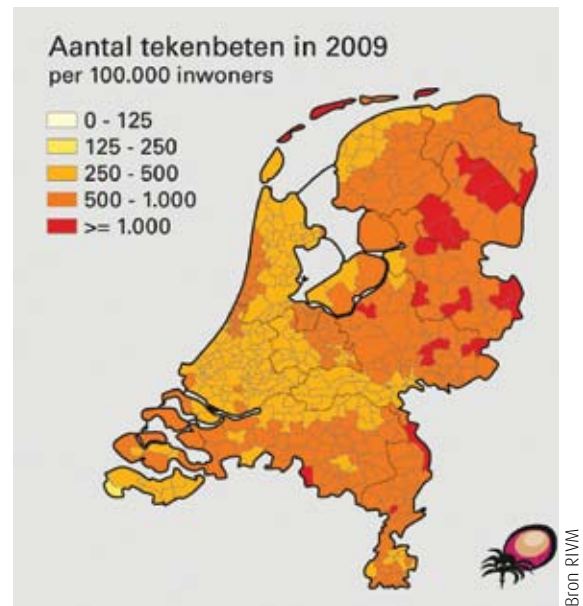 Aantal tekenbeten in 2009
per 100.000 inwoners
0 - 125
125 - 250
250 - 500
500 - 1.000
>= 1.000
Bron RIVM